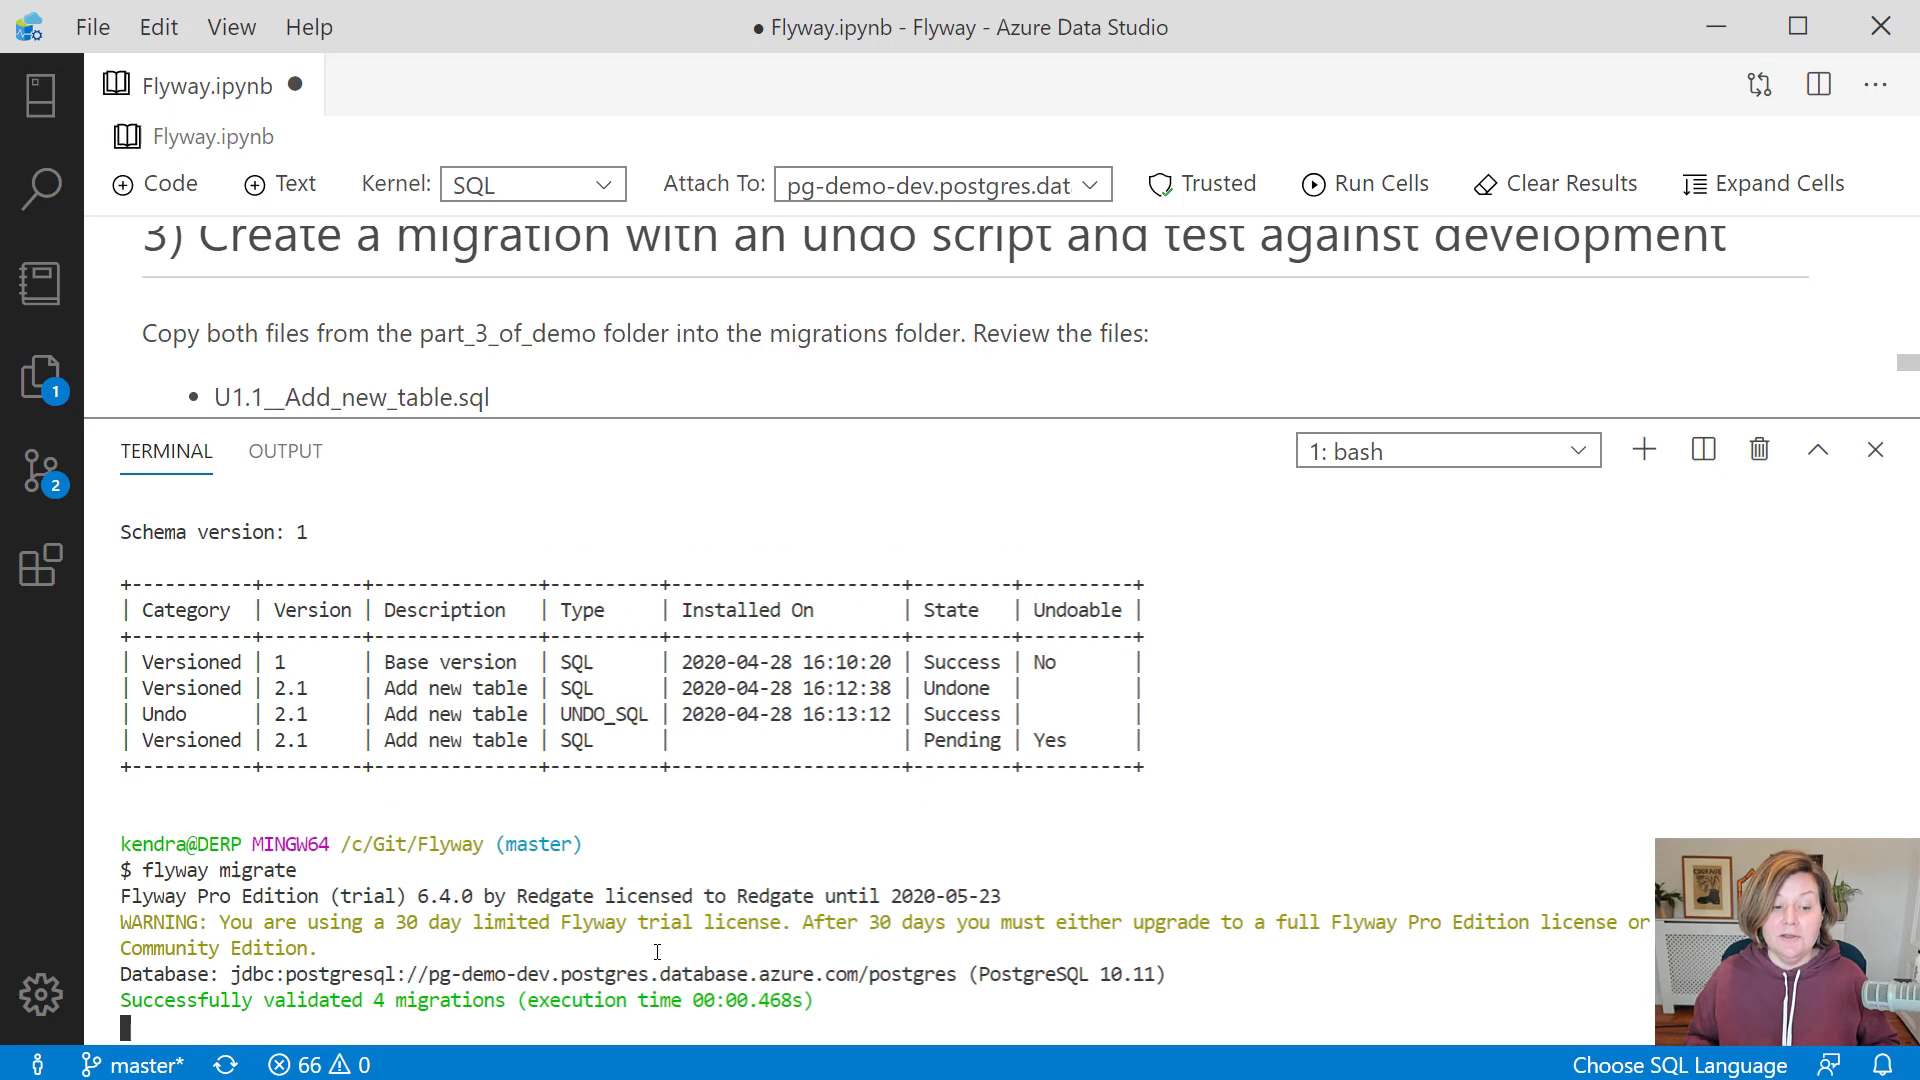 File Edit View Help
● Flyway.ipynb - Flyway - Azure Data Studio
Flyway.ipynb ●
Flyway.ipynb
Code Text Kernel: SQL Attach To: pg-demo-dev.postgres.dat Trusted Run Cells Clear Results Expand Cells
3) Create a migration with an undo script and test against development
Copy both files from the part_3_of_demo folder into the migrations folder. Review the files:
• U1.1__Add_new_table.sql
TERMINAL OUTPUT 1: bash
Schema version: 1
+-----------+---------+---------------+----------+---------------------+---------+----------+
| Category | Version | Description | Type | Installed On | State | Undoable |
+-----------+---------+---------------+----------+---------------------+---------+----------+
| Versioned | 1 | Base version | SQL | 2020-04-28 16:10:20 | Success | No |
| Versioned | 2.1 | Add new table | SQL | 2020-04-28 16:12:38 | Undone | |
| Undo | 2.1 | Add new table | UNDO_SQL | 2020-04-28 16:13:12 | Success | |
| Versioned | 2.1 | Add new table | SQL | | Pending | Yes |
+-----------+---------+---------------+----------+---------------------+---------+----------+
kendra@DERP MINGW64 /c/Git/Flyway (master)
$ flyway migrate
Flyway Pro Edition (trial) 6.4.0 by Redgate licensed to Redgate until 2020-05-23
WARNING: You are using a 30 day limited Flyway trial license. After 30 days you must either upgrade to a full Flyway Pro Edition license or
Community Edition.
Database: jdbc:postgresql://pg-demo-dev.postgres.database.azure.com/postgres (PostgreSQL 10.11)
Successfully validated 4 migrations (execution time 00:00.468s)
1
2
master* 66 0 Choose SQL Language
COURAGE